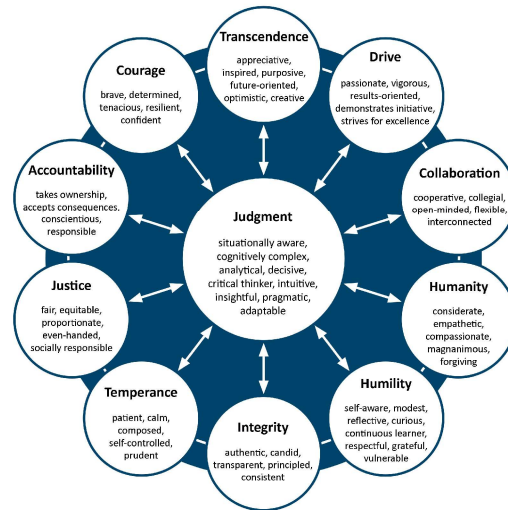 Transcendence
appreciative,
inspired, purposive,
future-oriented,
optimistic, creative
Drive
passionate, vigorous,
results-oriented,
demonstrates initiative,
strives for excellence
Collaboration
cooperative, collegial,
open-minded, flexible,
interconnected
Humanity
considerate,
empathetic,
compassionate,
magnanimous,
forgiving
Humility
self-aware, modest,
reflective, curious,
continuous learner,
respectful, grateful,
vulnerable
Integrity
authentic, candid,
transparent, principled,
consistent
Temperance
patient, calm,
composed,
self-controlled,
prudent
Justice
fair, equitable,
proportionate,
even-handed,
socially responsible
Accountability
takes ownership,
accepts consequences,
conscientious,
responsible
Courage
brave, determined,
tenacious, resilient,
confident
Judgment
situationally aware,
cognitively complex,
analytical, decisive,
critical thinker, intuitive,
insightful, pragmatic,
adaptable